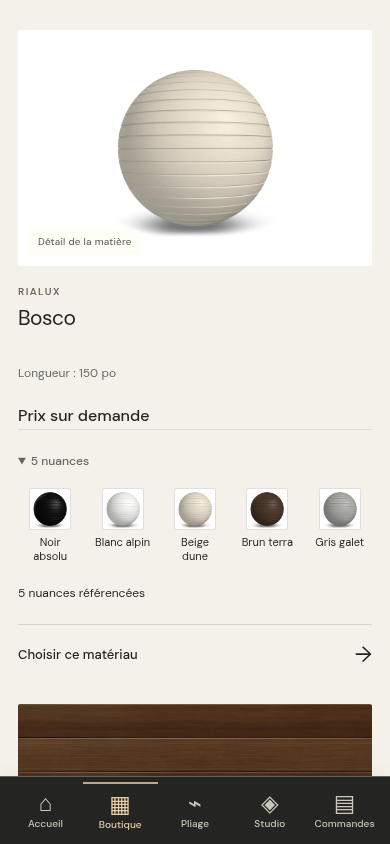 Détail de la matière
RIALUX
Bosco
Longueur : 150 po
Prix sur demande
5 nuances
Noir absolu
Blanc alpin
Beige dune
Brun terra
Gris galet
5 nuances référencées
Choisir ce matériau
Accueil
Boutique
Pliage
Studio
Commandes